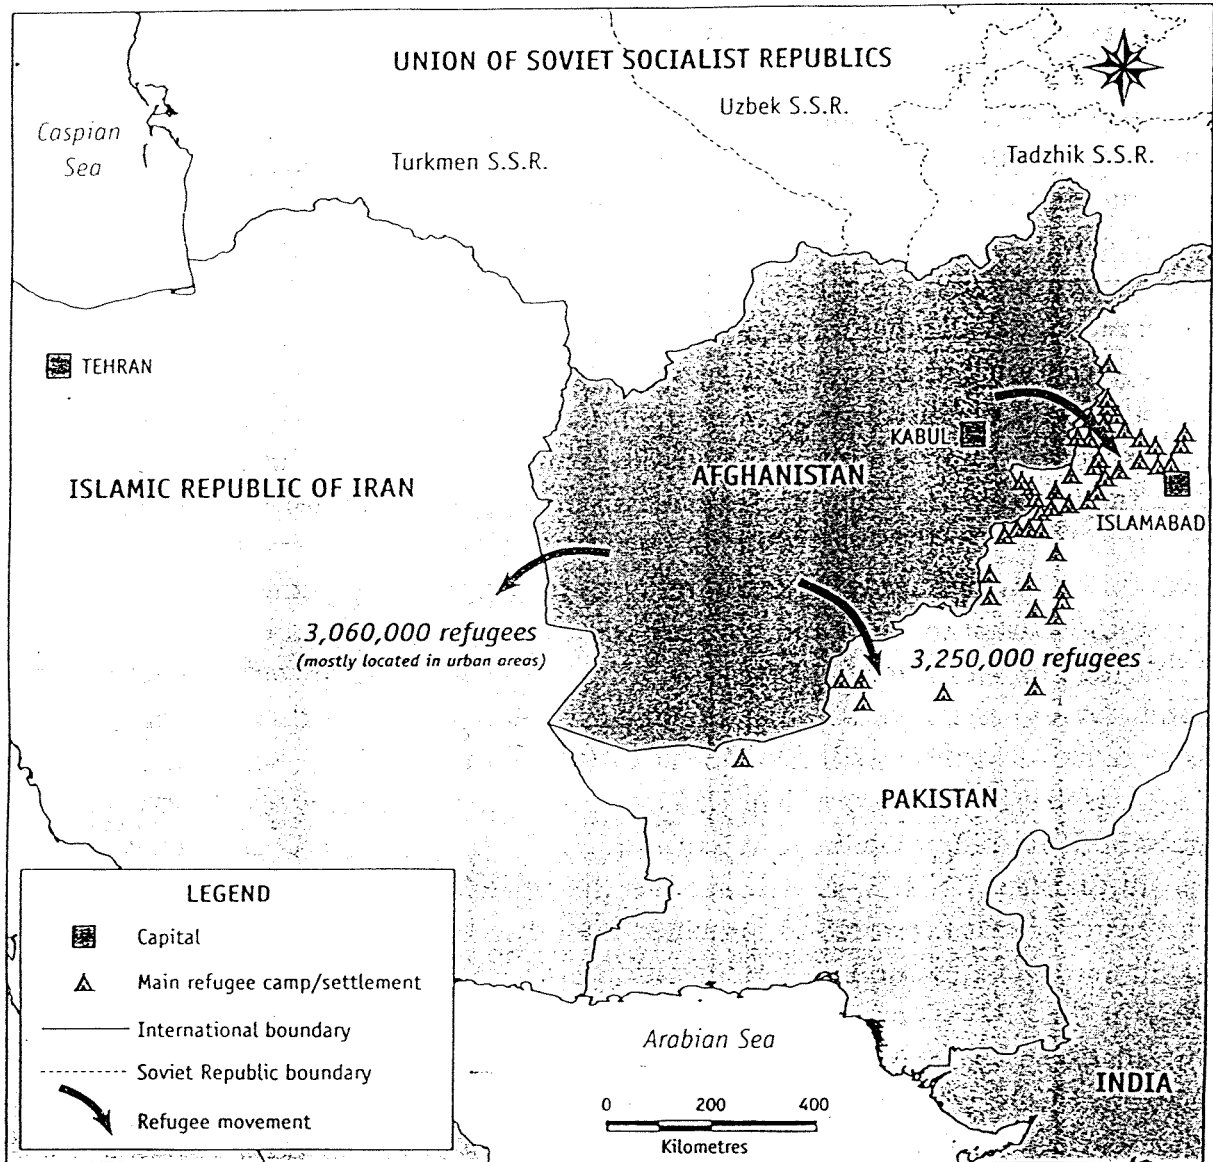 UNION OF SOVIET SOCIALIST REPUBLICS
Uzbek S.S.R.
Caspian
Sea
Turkmen S.S.R.
Tadzhik S.S.R.
TEHRAN
KABUL
ISLAMIC REPUBLIC OF IRAN
AFGHANISTAN
ISLAMABAD
3,060,000 refugees
(mostly located in urban areas)
3,250,000 refugees
PAKISTAN
LEGEND
Capital
Main refugee camp/settlement
International boundary
Soviet Republic boundary
Refugee movement
Arabian Sea
INDIA
0 200 400
Kilometres